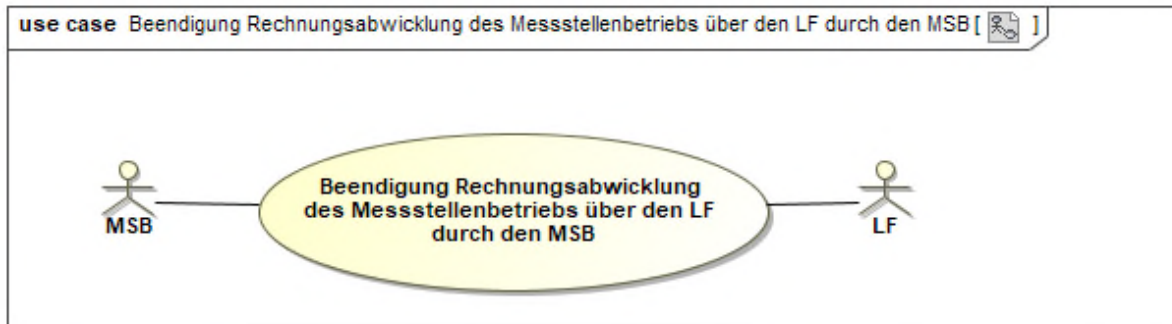 use case Beendigung Rechnungsabwicklung des Messstellenbetriebs über den LF durch den MSB [ ]
Beendigung Rechnungsabwicklung
des Messstellenbetriebs über den LF
durch den MSB
MSB
LF